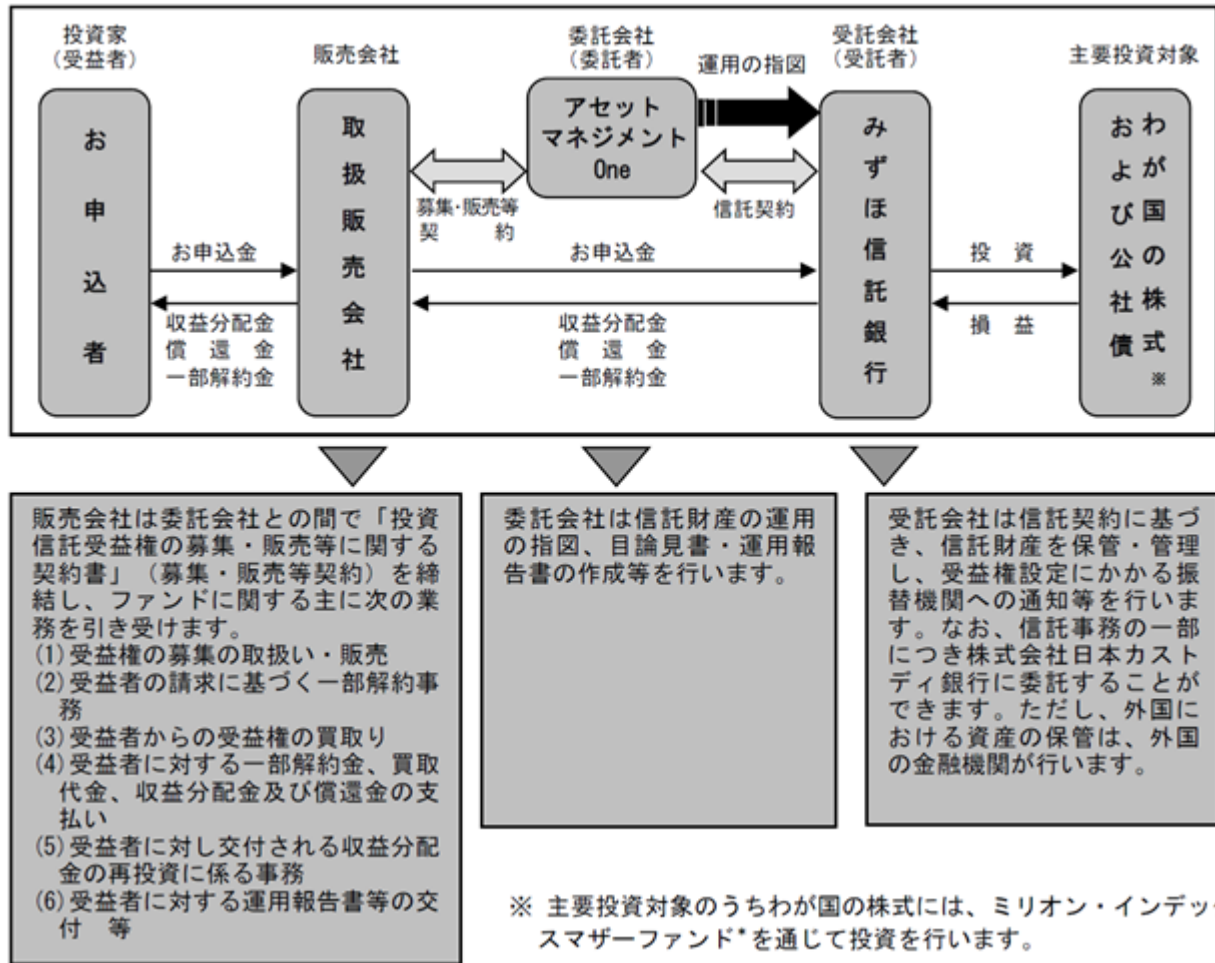 投資家
（受益者）
販売会社
委託会社
（委託者）
運用の指図
受託会社
（受託者）
主要投資対象
お申込者
取扱販売会社
アセット
マネジメント
One
みずほ信託銀行
わが国の株式※
および公社債
募集・販売等
契　　約
信託契約
お申込金
お申込金
投　資
収益分配金
償　還　金
一部解約金
収益分配金
償　還　金
一部解約金
損　益
販売会社は委託会社との間で「投資
信託受益権の募集・販売等に関する
契約書」（募集・販売等契約）を締
結し、ファンドに関する主に次の業
務を引き受けます。
(1)受益権の募集の取扱い・販売
(2)受益者の請求に基づく一部解約事
務
(3)受益者からの受益権の買取り
(4)受益者に対する一部解約金、買取
代金、収益分配金及び償還金の支
払い
(5)受益者に対し交付される収益分配
金の再投資に係る事務
(6)受益者に対する運用報告書等の交
付　等
委託会社は信託財産の運用
の指図、目論見書・運用報
告書の作成等を行います。
受託会社は信託契約に基づ
き、信託財産を保管・管理
し、受益権設定にかかる振
替機関への通知等を行いま
す。なお、信託事務の一部
につき株式会社日本カスト
ディ銀行に委託することが
できます。ただし、外国に
おける資産の保管は、外国
の金融機関が行います。
※ 主要投資対象のうちわが国の株式には、ミリオン・インデック
スマザーファンド*を通じて投資を行います。